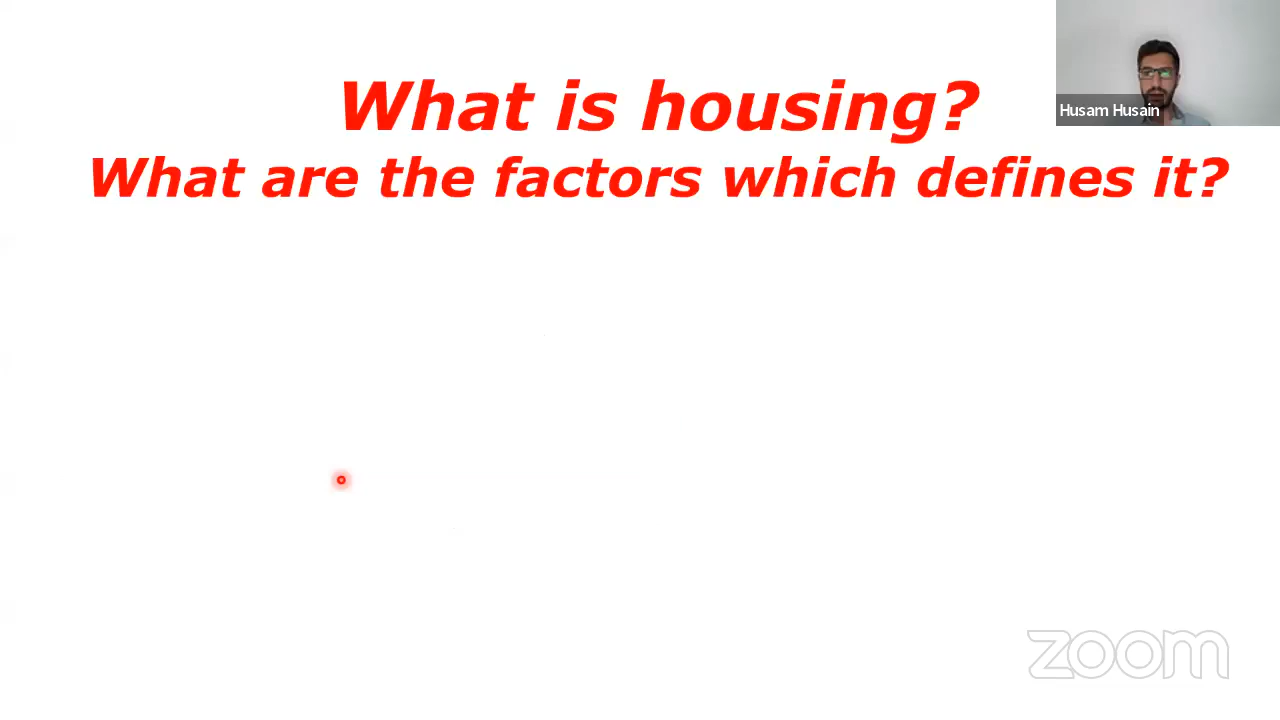 What is housing?
What are the factors which defines it?
Husam Husain
zoom